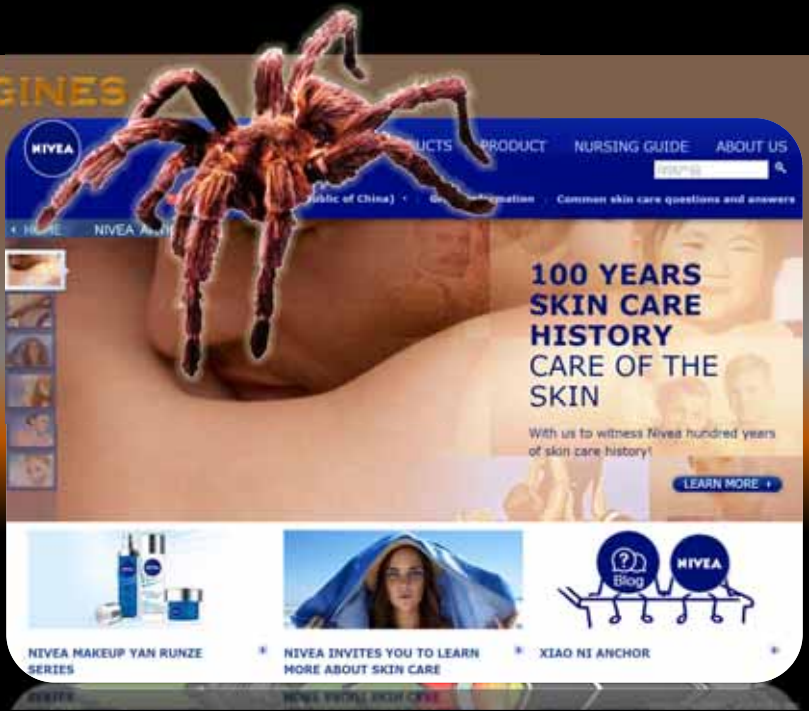 GINES
NIVEA
UCTS PRODUCT NURSING GUIDE ABOUT US
ublic of China) Common skin care questions and answers
HOME NIVEA
100 YEARS
SKIN CARE
HISTORY
CARE OF THE
SKIN
With us to witness Nivea hundred years
of skin care history!
LEARN MORE
Blog
NIVEA
NIVEA MAKEUP YAN RUNZE
SERIES
NIVEA INVITES YOU TO LEARN
MORE ABOUT SKIN CARE
XIAO NI ANCHOR